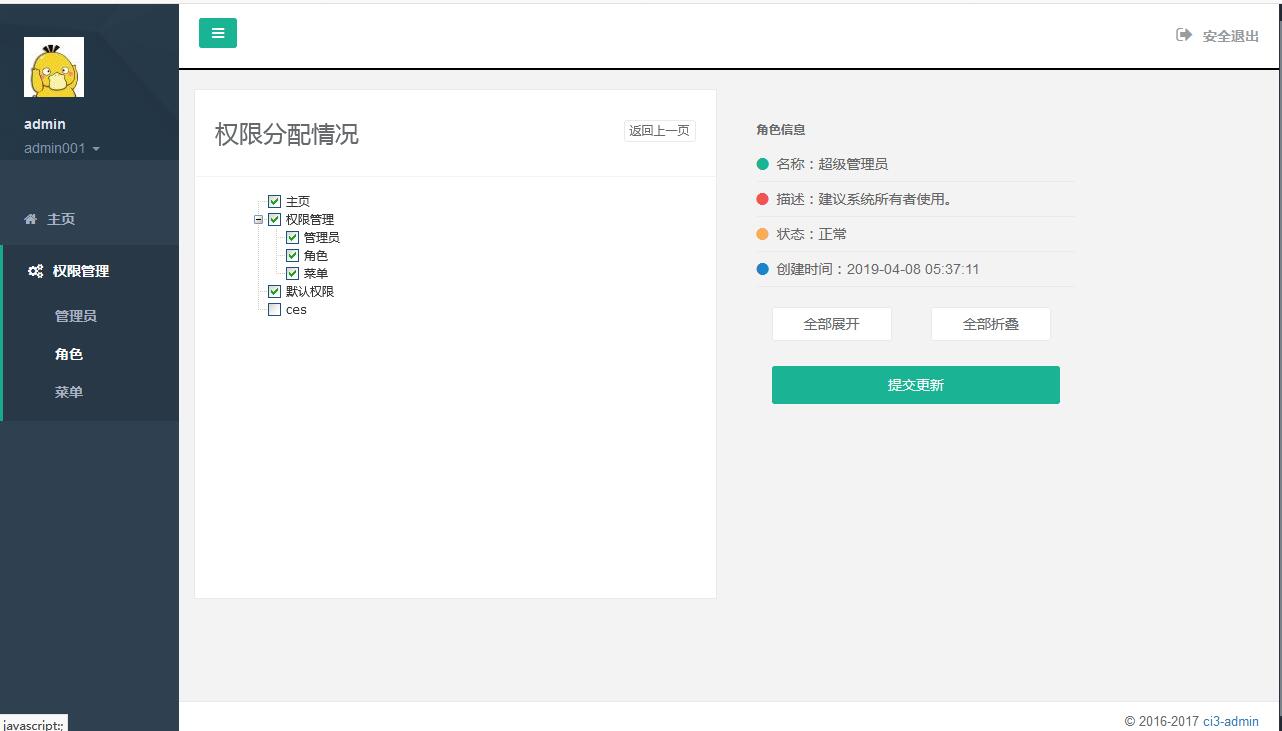 admin
admin001
主页
权限管理
管理员
角色
菜单
安全退出
权限分配情况
返回上一页
主页
权限管理
管理员
角色
菜单
默认权限
ces
角色信息
名称：超级管理员
描述：建议系统所有者使用。
状态：正常
创建时间：2019-04-08 05:37:11
全部展开
全部折叠
提交更新
© 2016-2017 ci3-admin
javascript:;